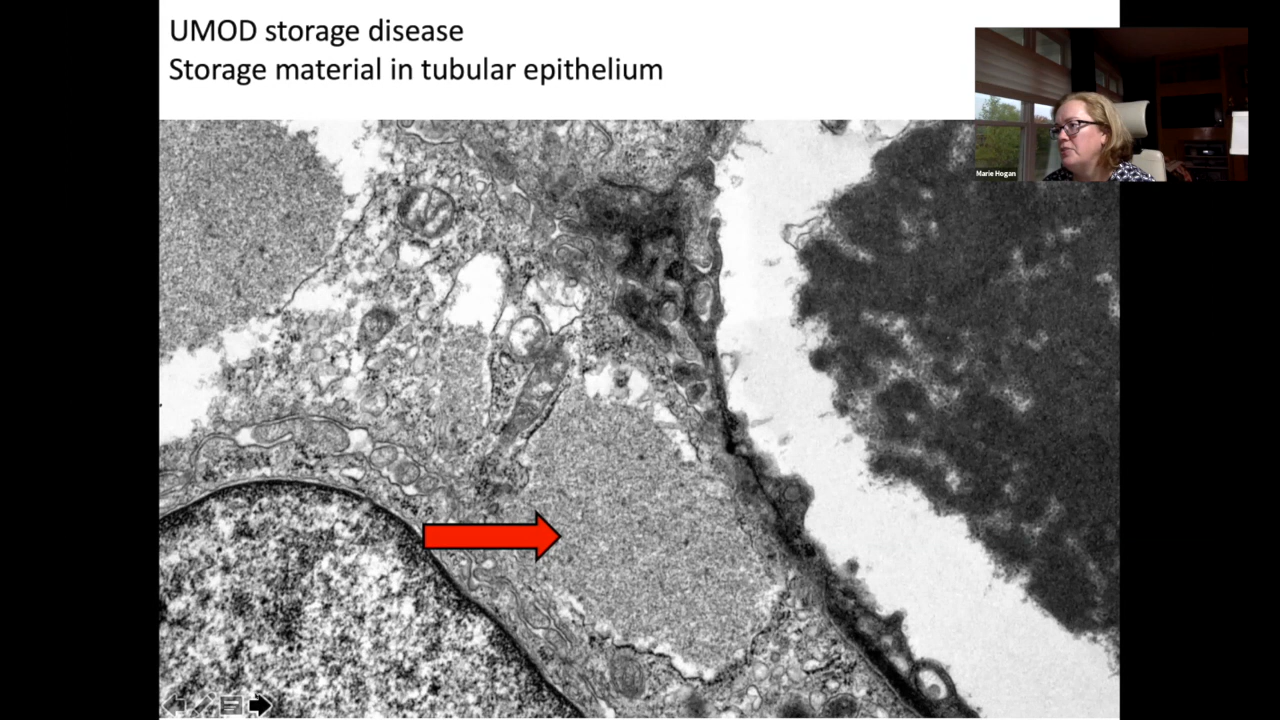 UMOD storage disease
Storage material in tubular epithelium
Marie Hogan